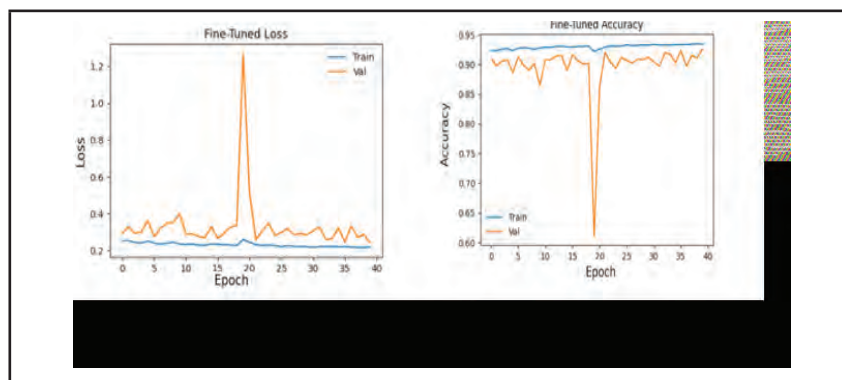 Fine-Tuned Loss
1.2
1.0
0.8
0.6
0.4
0.2
Loss
Train
Val
0 5 10 15 20 25 30 35 40
Epoch
Fine-Tuned Accuracy
0.95
0.90
0.85
0.80
0.75
0.70
0.65
0.60
Accuracy
Train
Val
0 5 10 15 20 25 30 35 40
Epoch